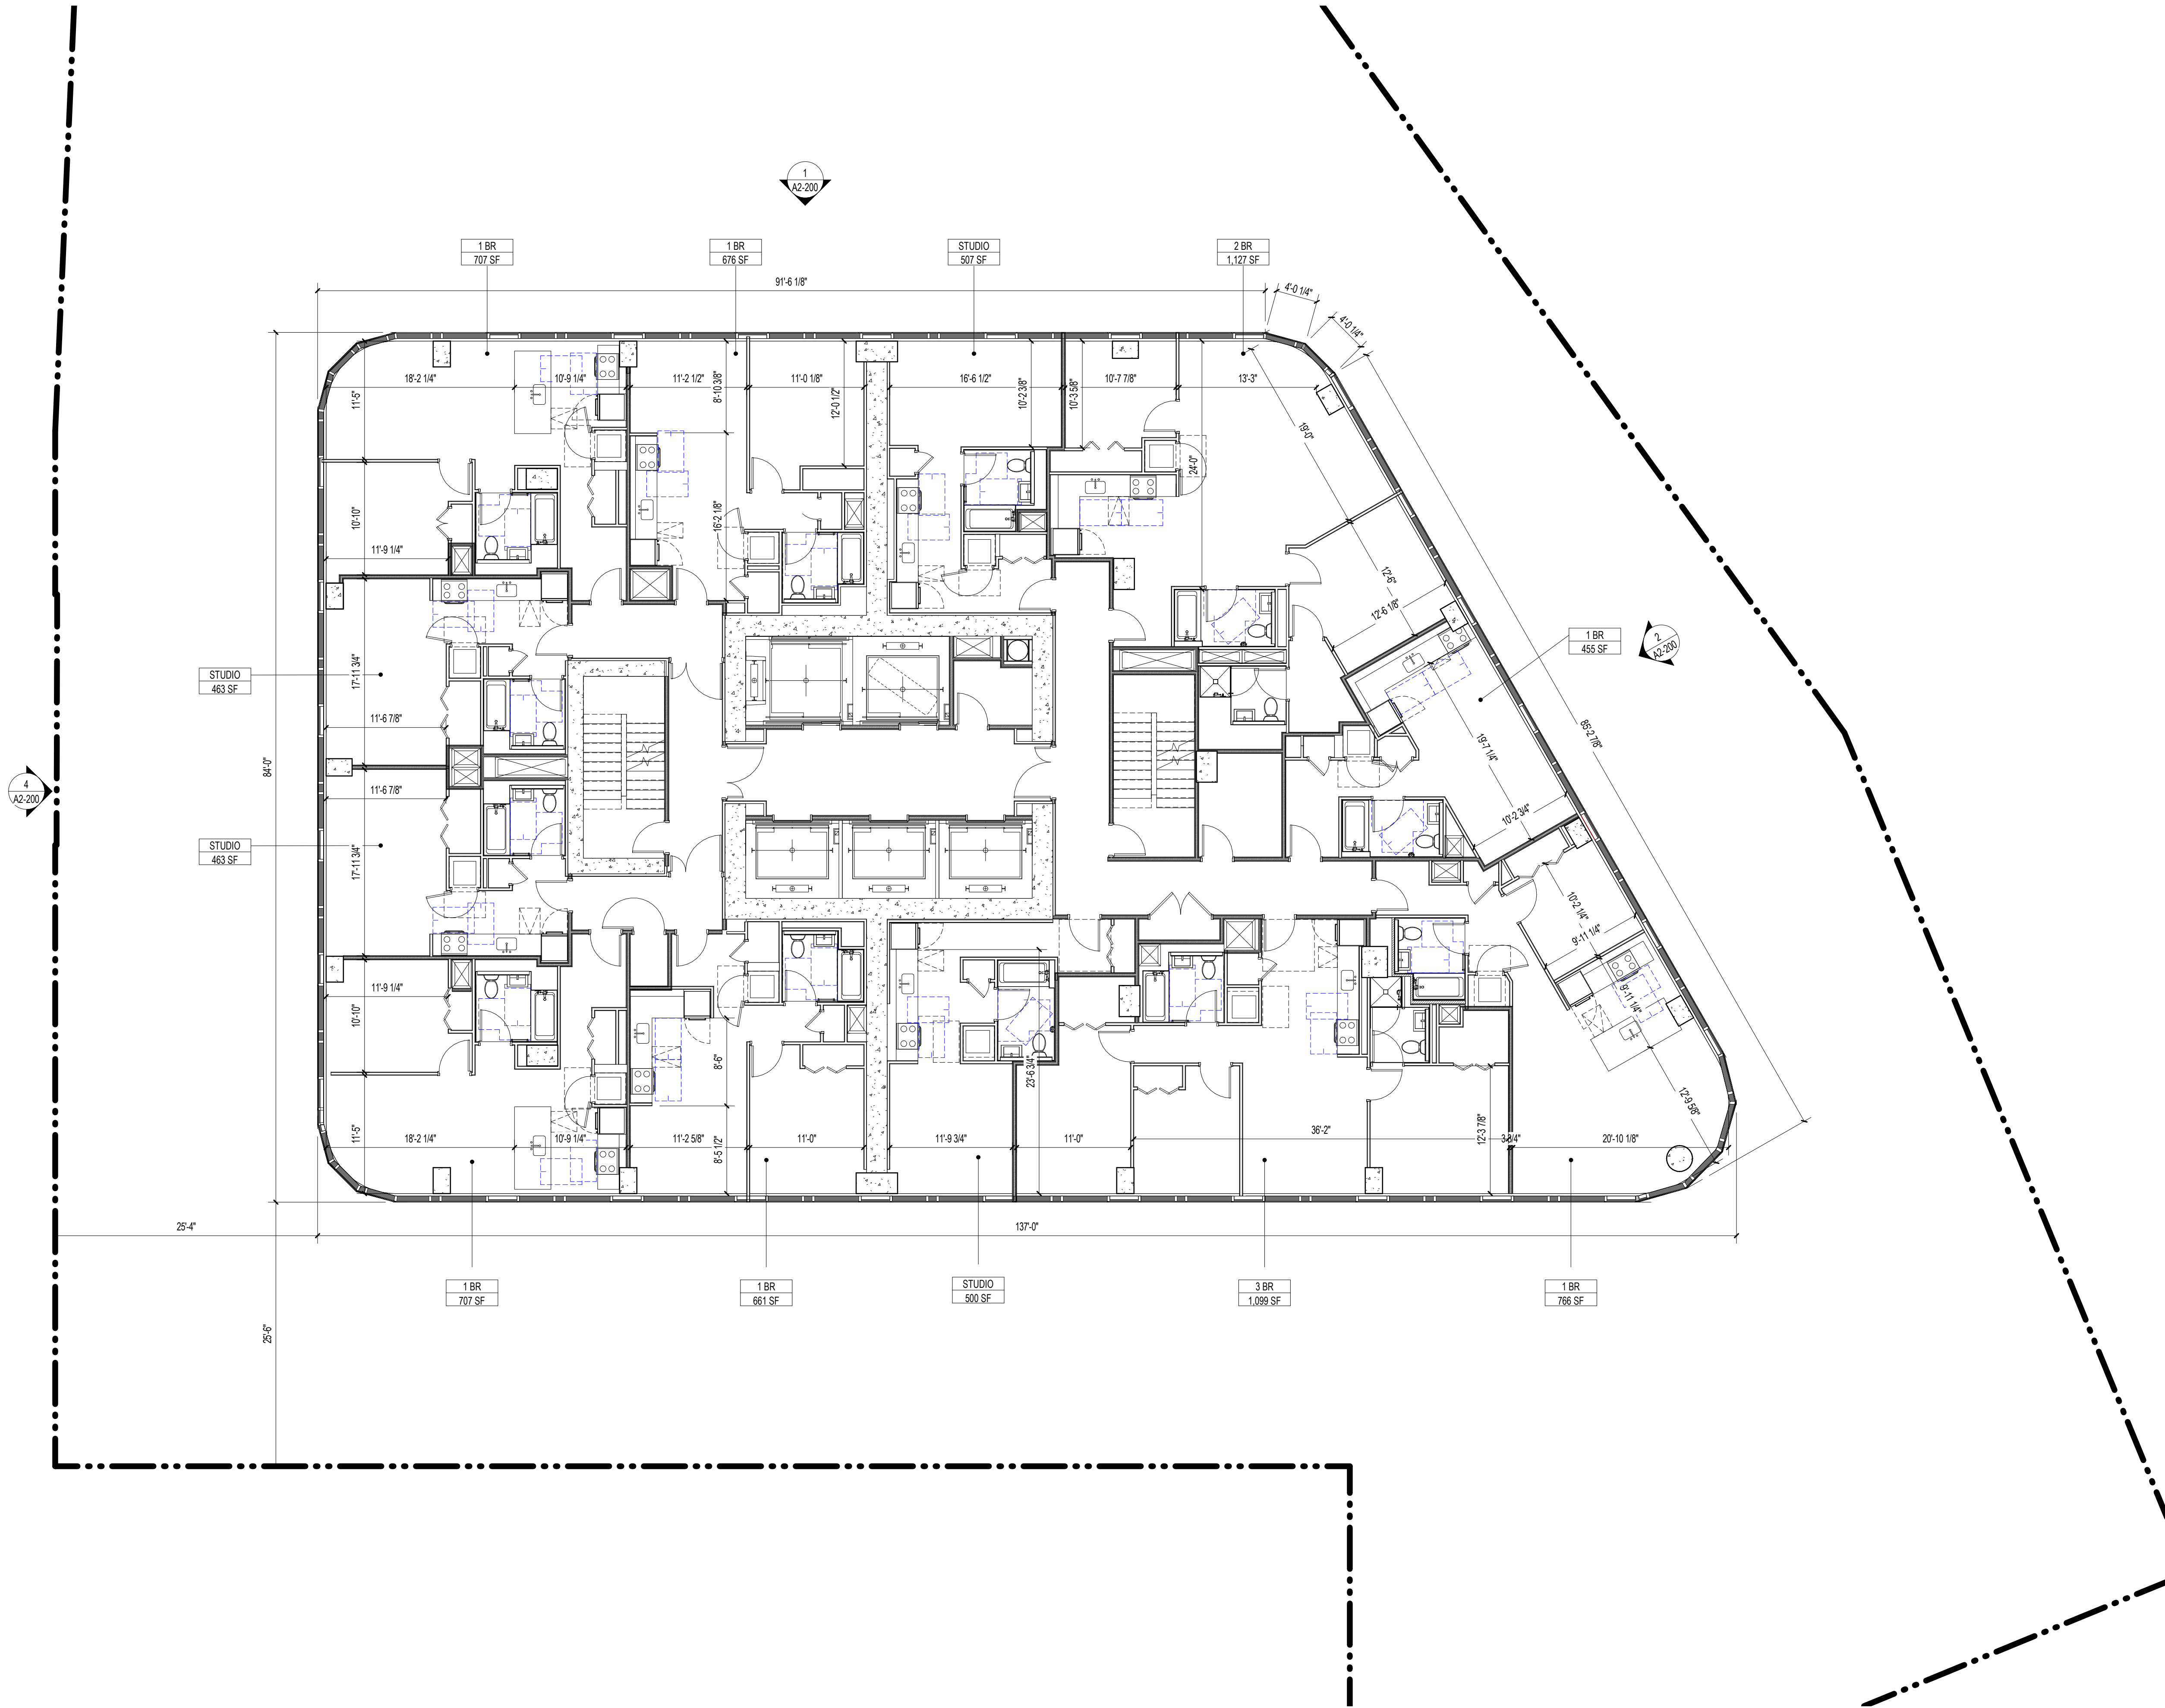 1
A2-200
1 BR
707 SF
1 BR
676 SF
STUDIO
507 SF
2 BR
1,127 SF
91'-6 1/8"
4'-0 1/4"
4'-0 1/4"
18'-2 1/4"
10'-9 1/4"
11'-2 1/2"
11'-0 1/8"
16'-6 1/2"
10'-7 7/8"
13'-3"
11'-5"
8'-10 3/8"
12'-0 1/2"
10'-2 3/8"
10'-3 5/8"
19'-0"
24'-0"
10'-10"
16'-2 1/8"
11'-9 1/4"
12'-6"
12'-6 1/8"
1 BR
455 SF
2
A2-200
STUDIO
463 SF
17'-11 3/4"
11'-6 7/8"
19'-7 1/4"
85'-2 7/8"
84'-0"
4
A2-200
11'-6 7/8"
10'-2 3/4"
STUDIO
463 SF
17'-11 3/4"
10'-2 1/4"
9'-11 1/4"
11'-9 1/4"
9'-11 1/4"
10'-10"
8'-6"
23'-6 3/4"
12'-9 5/8"
11'-5"
18'-2 1/4"
10'-9 1/4"
11'-2 5/8"
8'-5 1/2"
11'-0"
11'-9 3/4"
11'-0"
36'-2"
12'-3 7/8"
3 3/4"
20'-10 1/8"
25'-4"
137'-0"
1 BR
707 SF
1 BR
661 SF
STUDIO
500 SF
3 BR
1,099 SF
1 BR
766 SF
25'-6"